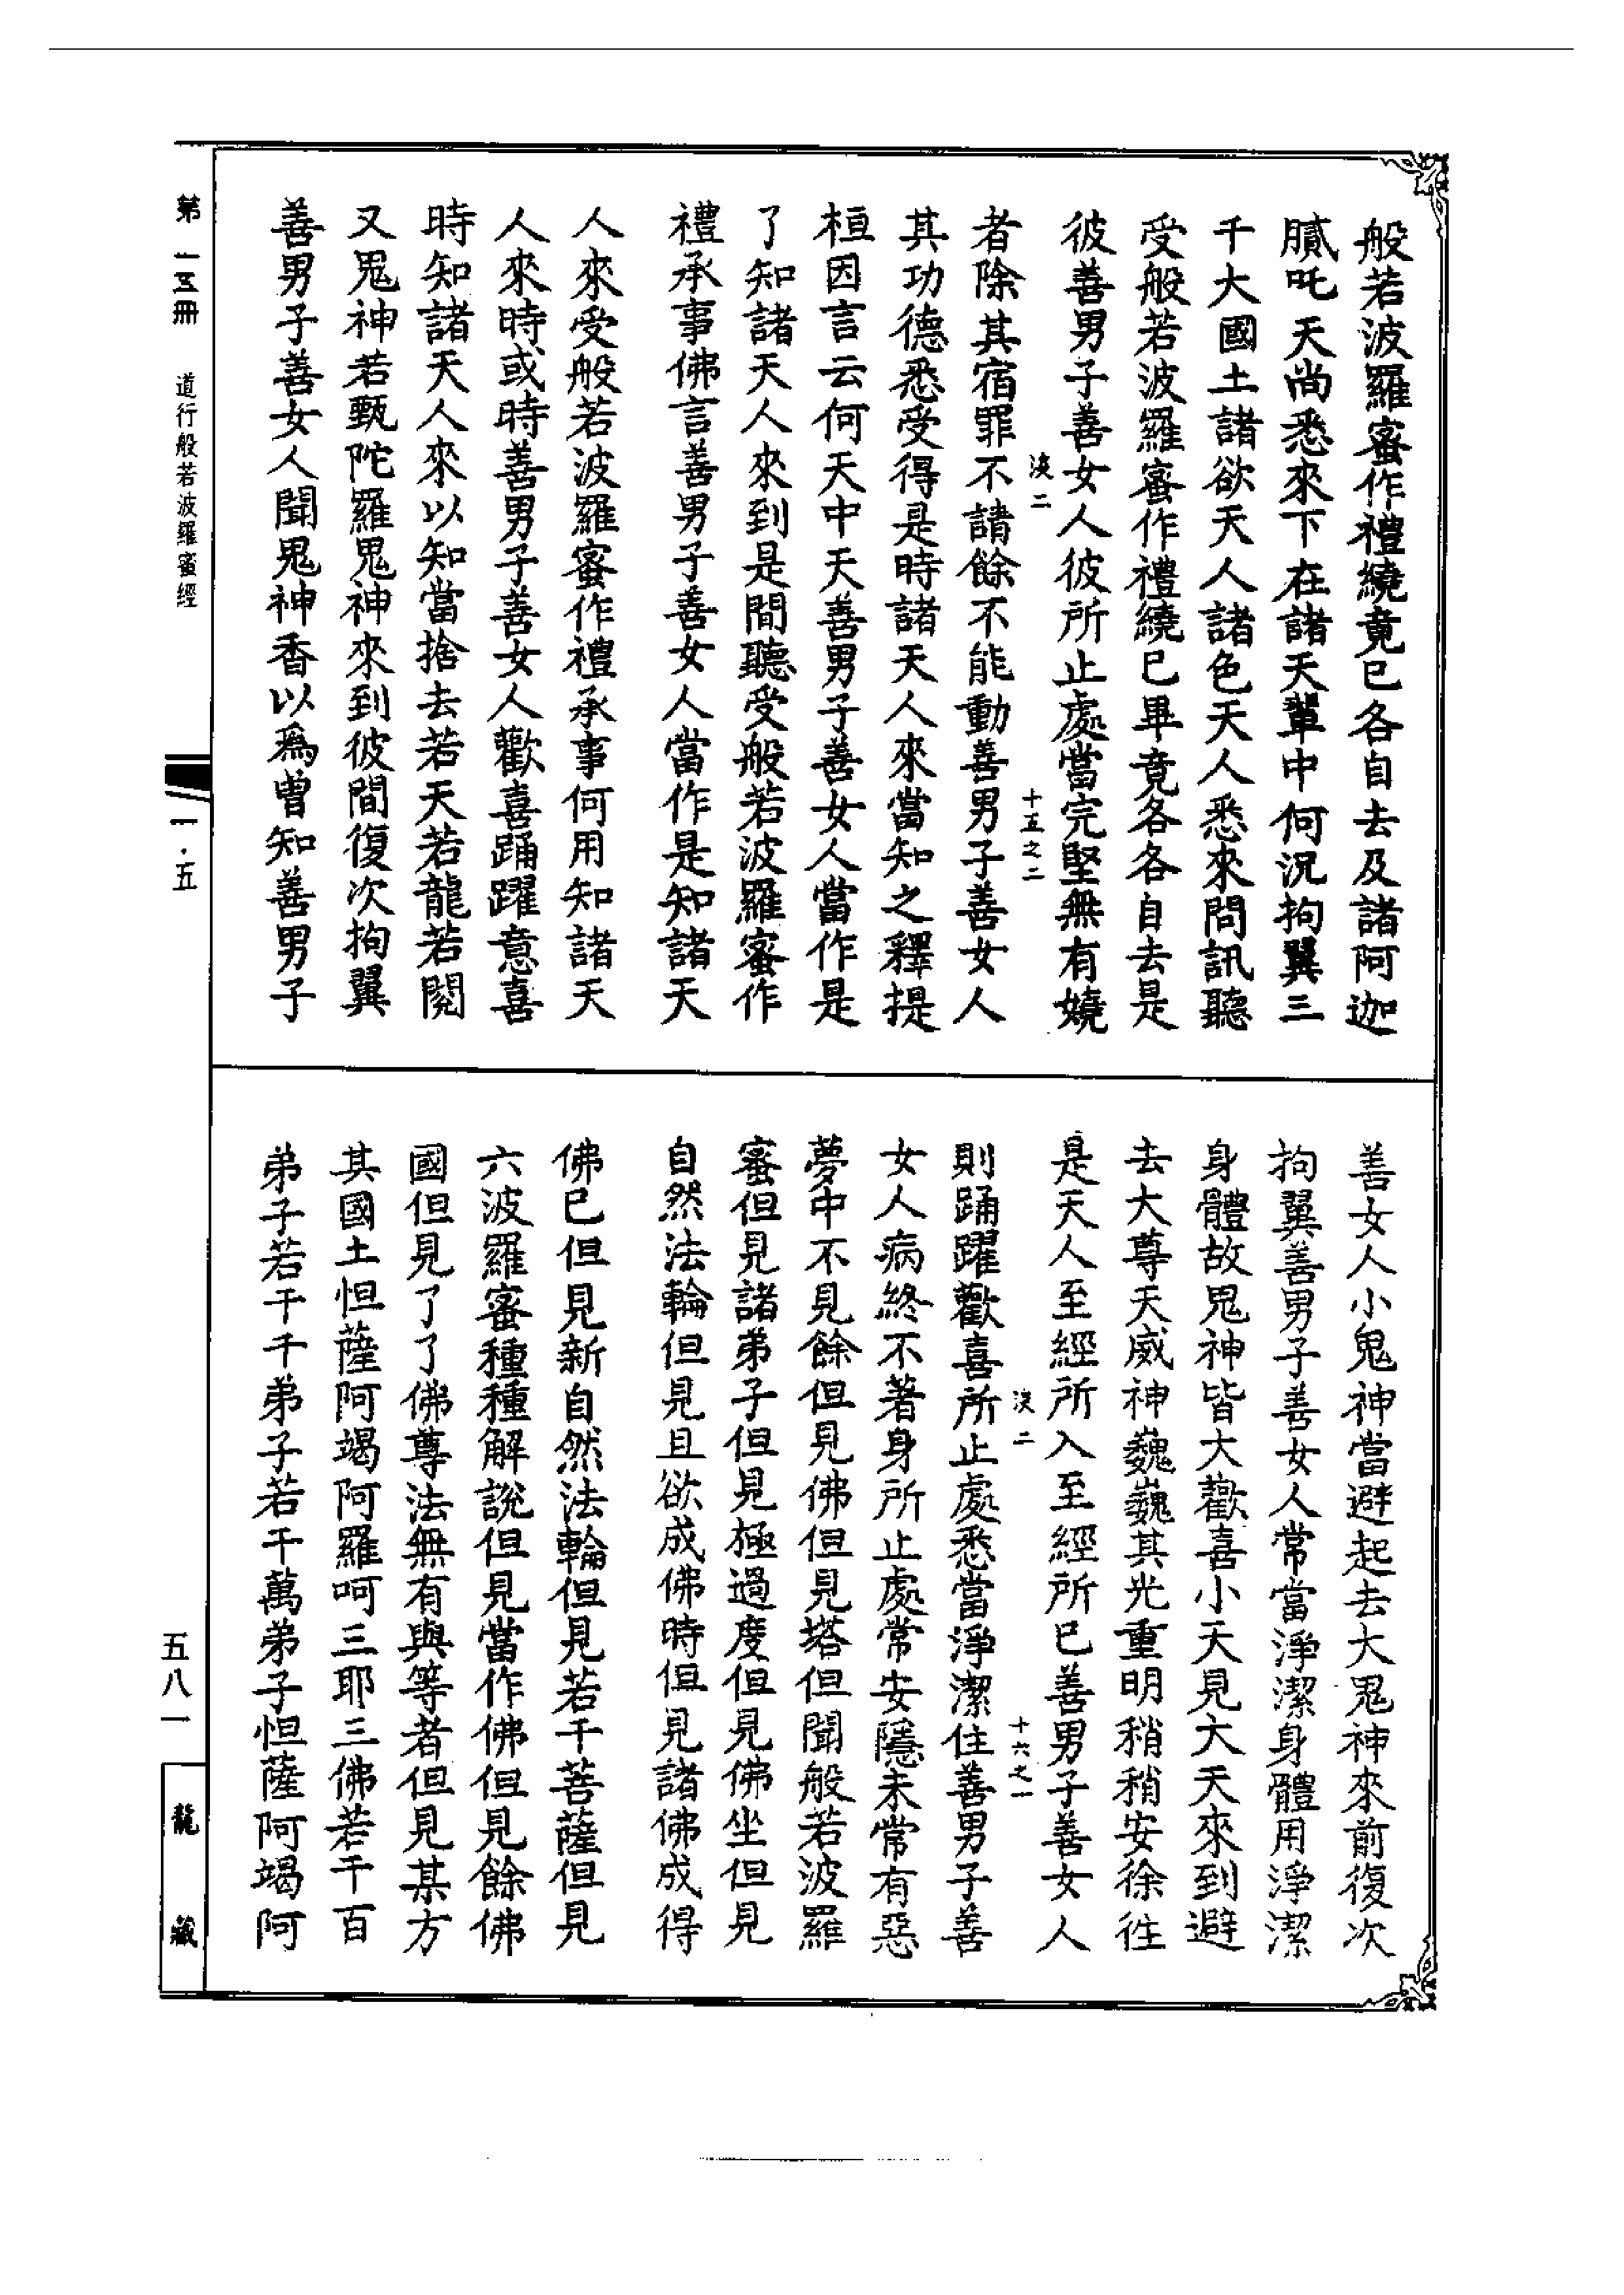 般若波羅蜜作禮繞竟已各自去及諸阿迦
膩吒天尚悉來下在諸天輩中何況拘翼三
千大國土諸欲天人諸色天人悉來問訊聽
受般若波羅蜜作禮繞已畢竟各各自去是
彼善男子善女人彼所止處當完堅無有嬈
二
十五之二
者除其宿罪不請餘不能動善男子善女人
其功德悉受得是時諸天人來當知之釋提
桓因言云何天中天善男子善女人當作是
了知諸天人來到是間聽受般若波羅蜜作
禮承事佛言善男子善女人當作是知諸天
人來受般若波羅蜜作禮承事何用知諸天
人來時或時善男子善女人歡喜踊躍意喜
時知諸天人來以知當捨去若天若龍若閱
又鬼神若甄陀羅鬼神來到彼間復次拘翼
善男子善女人聞鬼神香以爲曾知善男子
善女人小鬼神當避起去大鬼神來前復次
拘翼善男子善女人常當淨潔身體用淨潔
身體故鬼神皆大歡喜小天見大天來到避
去大尊天威神巍巍其光重明稍稍安徐往
是天人至經所入至經所已善男子善女人
二
十六之一
則踊躍歡喜所止處悉當淨潔住善男子善
女人病終不著身所止處常安隱未常有惡
夢中不見餘但見佛但見塔但聞般若波羅
蜜但見諸弟子但見極過度但見佛坐但見
自然法輪但見且欲成佛時但見諸佛成得
佛已但見新自然法輪但見若干菩薩但見
六波羅蜜種種解說但見當作佛但見餘佛
國但見了了佛尊法無有與等者但見某方
其國土怛薩阿竭阿羅呵三耶三佛若干百
弟子若干千弟子若干萬弟子怛薩阿竭阿
第一五冊
道行般若波羅蜜經
一·五
五八一
龍藏